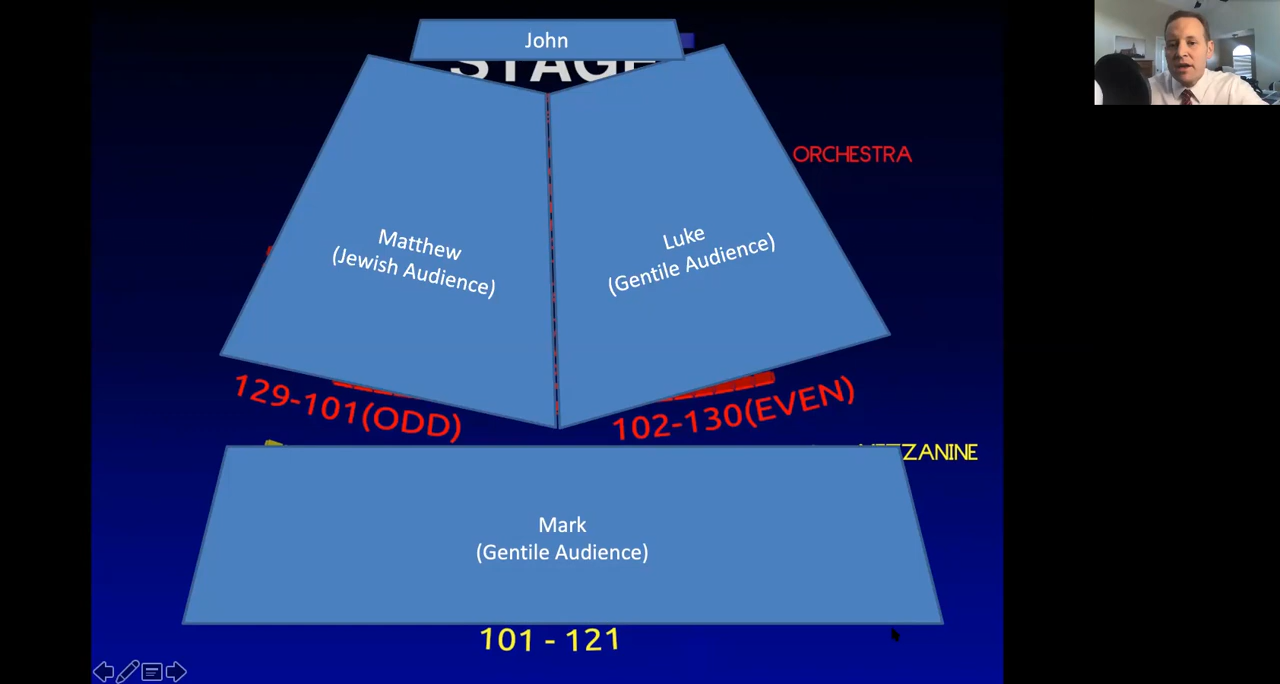 John
STAGE
ORCHESTRA
Matthew
(Jewish Audience)
Luke
(Gentile Audience)
129-101(ODD)
102-130(EVEN)
Mark
(Gentile Audience)
101 - 121